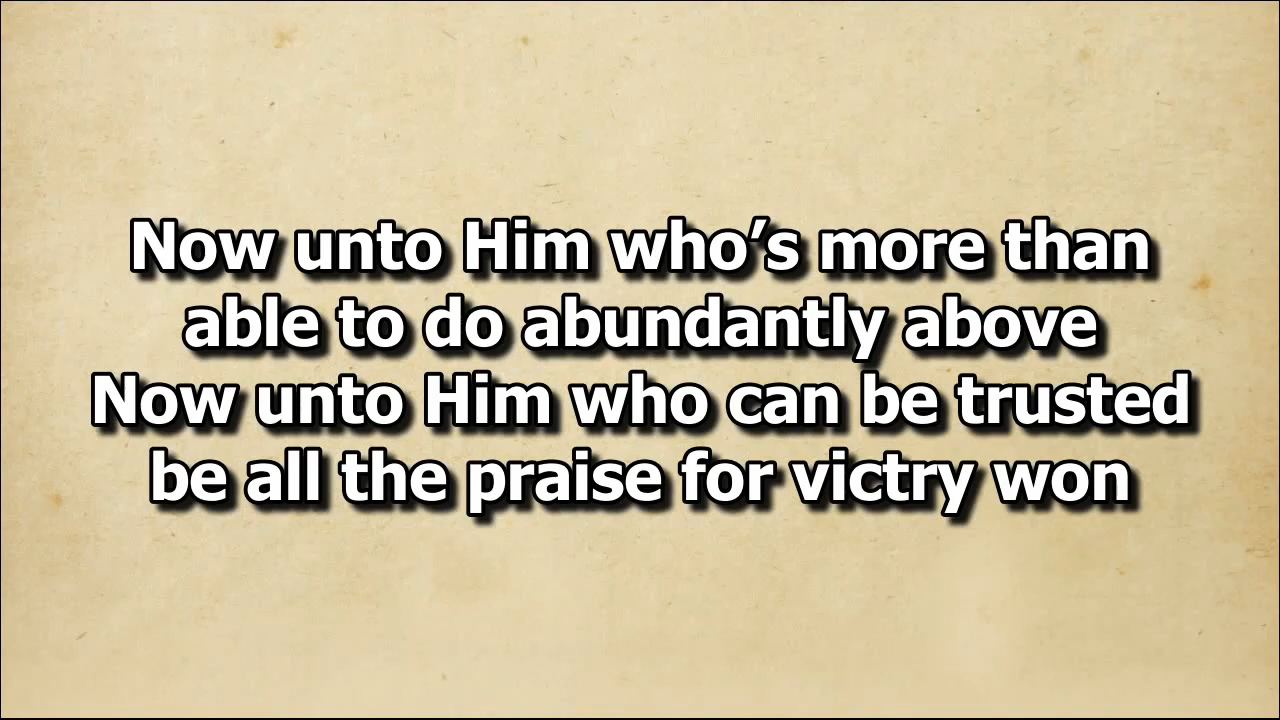 Now unto Him who’s more than
able to do abundantly above
Now unto Him who can be trusted
be all the praise for victry won